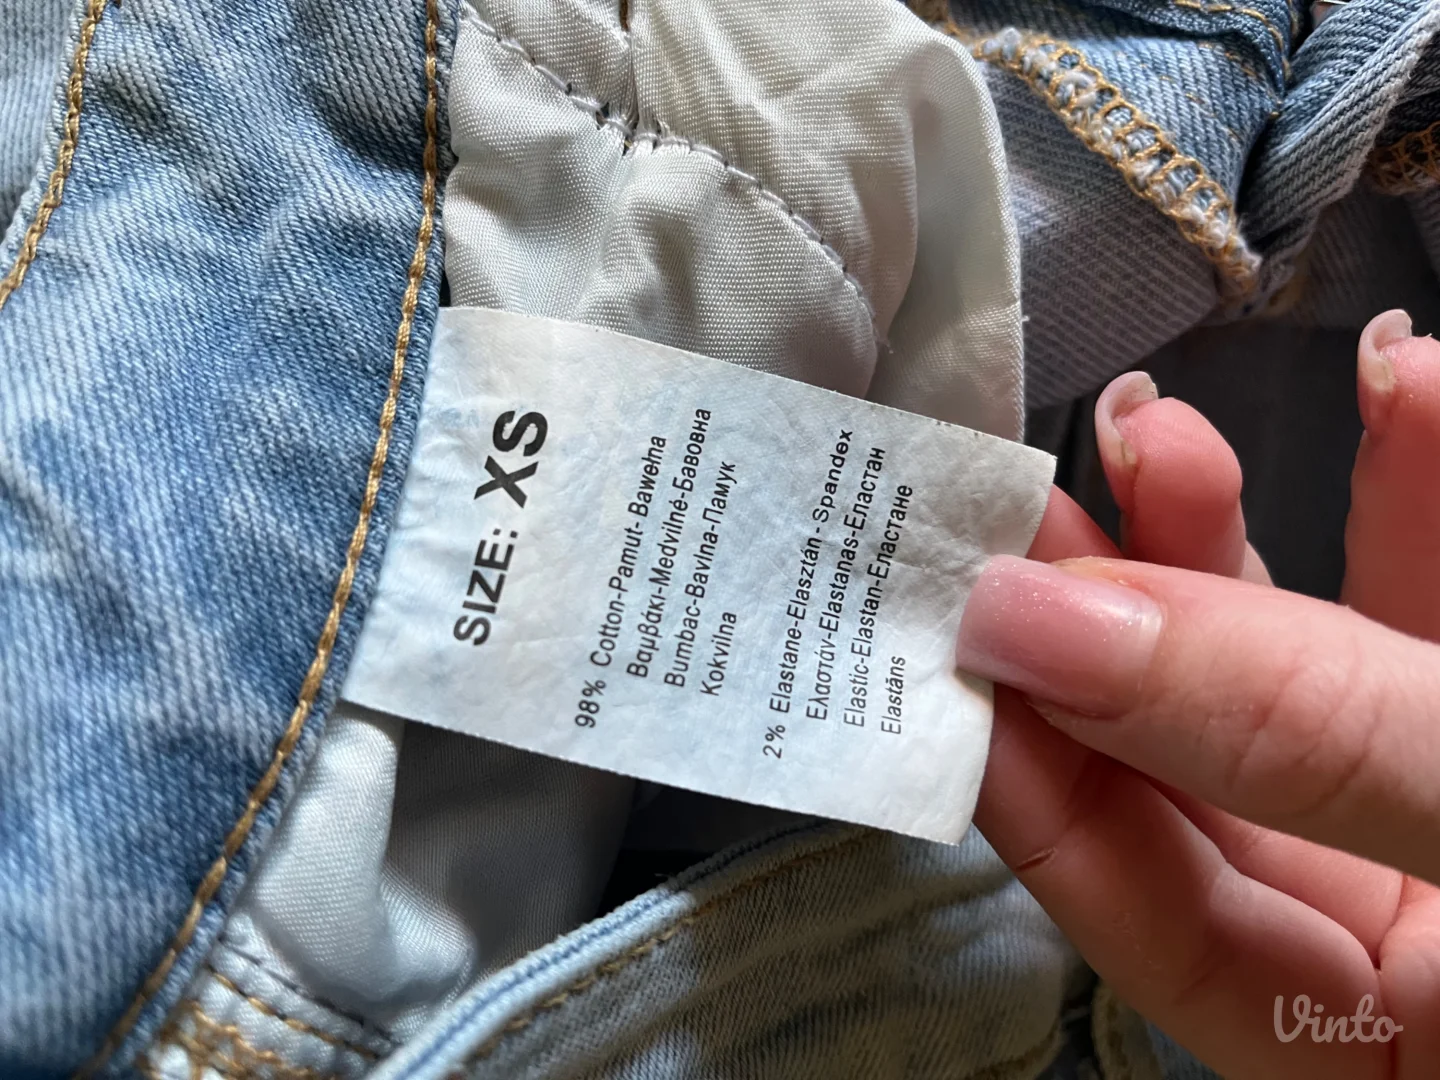 SIZE: XS
98% Cotton-Pamut-Bawełna
Βαμβάκι-Medvilnė-Бавовна
Bumbac-Bavlna-Памук
Kokvilna
2% Elastane-Elasztán-Spandex
Ελαστάν-Elastanas-Еластан
Elastic-Elastan-Еластане
Elastāns
Vinto